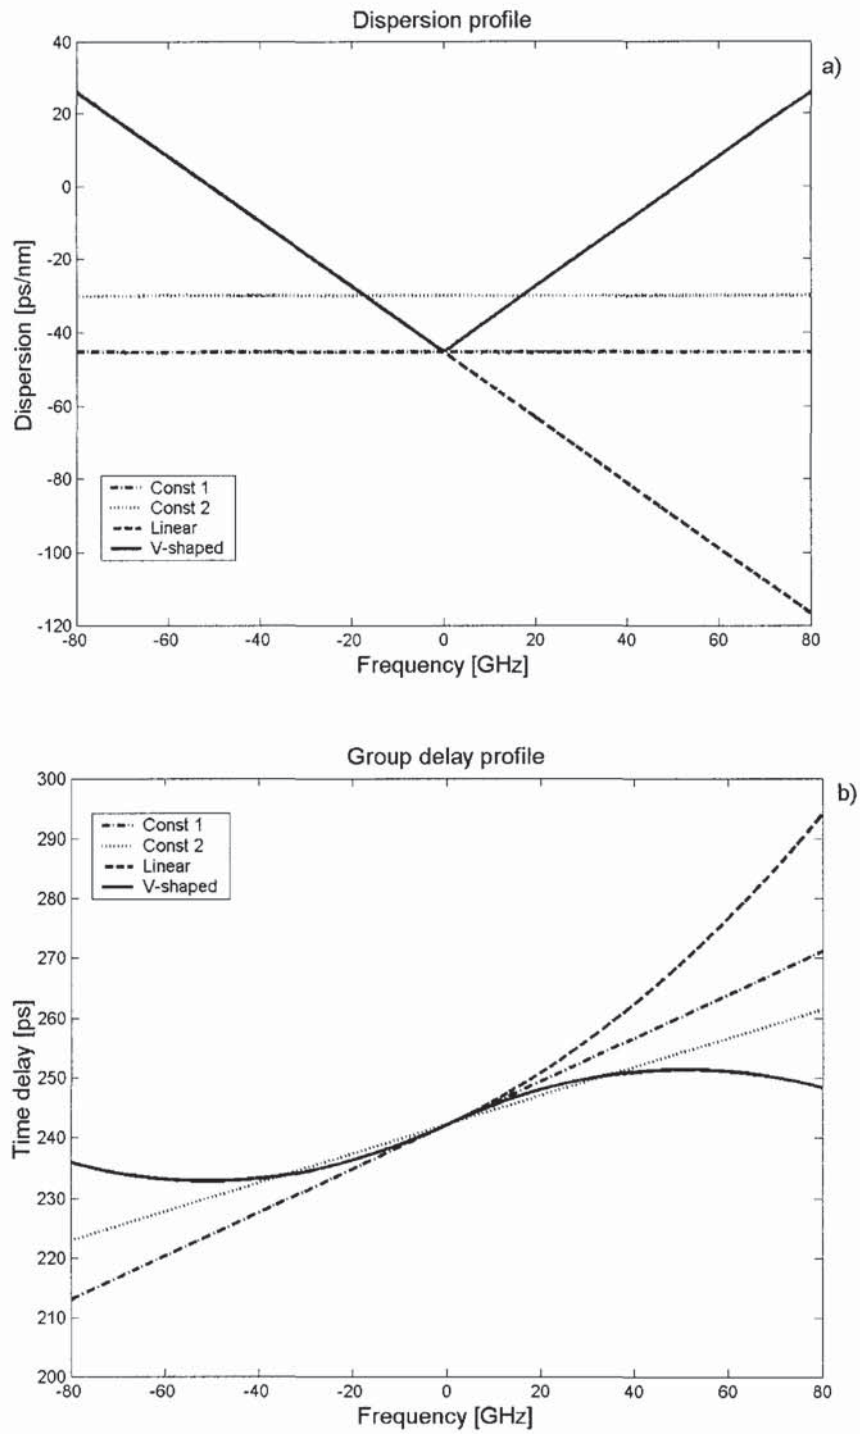 Dispersion profile
a)
40
20
0
-20
-40
-60
-80
-100
-120
Dispersion [ps/nm]
Const 1
Const 2
Linear
V-shaped
-80 -60 -40 -20 0 20 40 60 80
Frequency [GHz]
Group delay profile
b)
300
290
280
270
260
250
240
230
220
210
200
Time delay [ps]
Const 1
Const 2
Linear
V-shaped
-80 -60 -40 -20 0 20 40 60 80
Frequency [GHz]